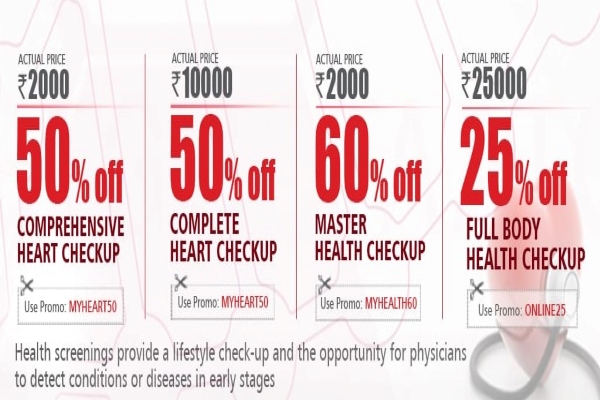 ACTUAL PRICE
₹2000
50% off
COMPREHENSIVE
HEART CHECKUP
Use Promo: MYHEART50
ACTUAL PRICE
₹10000
50% off
COMPLETE
HEART CHECKUP
Use Promo: MYHEART50
ACTUAL PRICE
₹2000
60% off
MASTER
HEALTH CHECKUP
Use Promo: MYHEALTH60
ACTUAL PRICE
₹25000
25% off
FULL BODY
HEALTH CHECKUP
Use Promo: ONLINE25
Health screenings provide a lifestyle check-up and the opportunity for physicians
to detect conditions or diseases in early stages